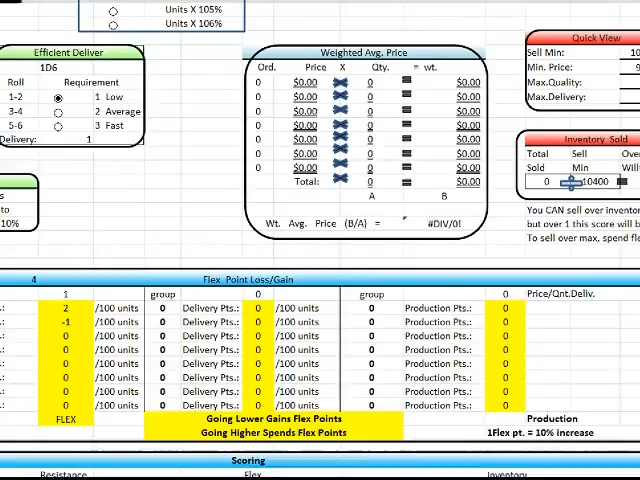 Units X 105%
Units X 106%
Efficient Deliver
1D6
Roll Requirement
1-2 1 Low
3-4 2 Average
5-6 3 Fast
Delivery: 1
to
10%
Weighted Avg. Price
Ord. Price X Qty. = wt.
0 $0.00 0 = $0.00
0 $0.00 0 = $0.00
0 $0.00 0 = $0.00
0 $0.00 0 = $0.00
0 $0.00 0 = $0.00
0 $0.00 0 = $0.00
0 $0.00 0 = $0.00
Total: 0 = $0.00
A B
Wt. Avg. Price (B/A) = #DIV/0!
Quick View
Sell Min: 10
Min. Price: 9
Max.Quality:
Max.Delivery:
Inventory Sold
Total Sell Over
Sold Min
0 10400
You CAN sell over inventor
but over 1 this score will b
To sell over max, spend fle
4 Flex Point Loss/Gain
1 group 0 group 0 Price/Qnt.Deliv.
2 /100 units 0 Delivery Pts.: 0 /100 units 0 Production Pts.: 0
-1 /100 units 0 Delivery Pts.: 0 /100 units 0 Production Pts.: 0
0 /100 units 0 Delivery Pts.: 0 /100 units 0 Production Pts.: 0
0 /100 units 0 Delivery Pts.: 0 /100 units 0 Production Pts.: 0
0 /100 units 0 Delivery Pts.: 0 /100 units 0 Production Pts.: 0
0 /100 units 0 Delivery Pts.: 0 /100 units 0 Production Pts.: 0
0 /100 units 0 Delivery Pts.: 0 /100 units 0 Production Pts.: 0
0 /100 units 0 Delivery Pts.: 0 /100 units 0 Production Pts.: 0
FLEX Going Lower Gains Flex Points Production
Going Higher Spends Flex Points 1Flex pt. = 10% increase
Scoring
Resistance Flex Inventory